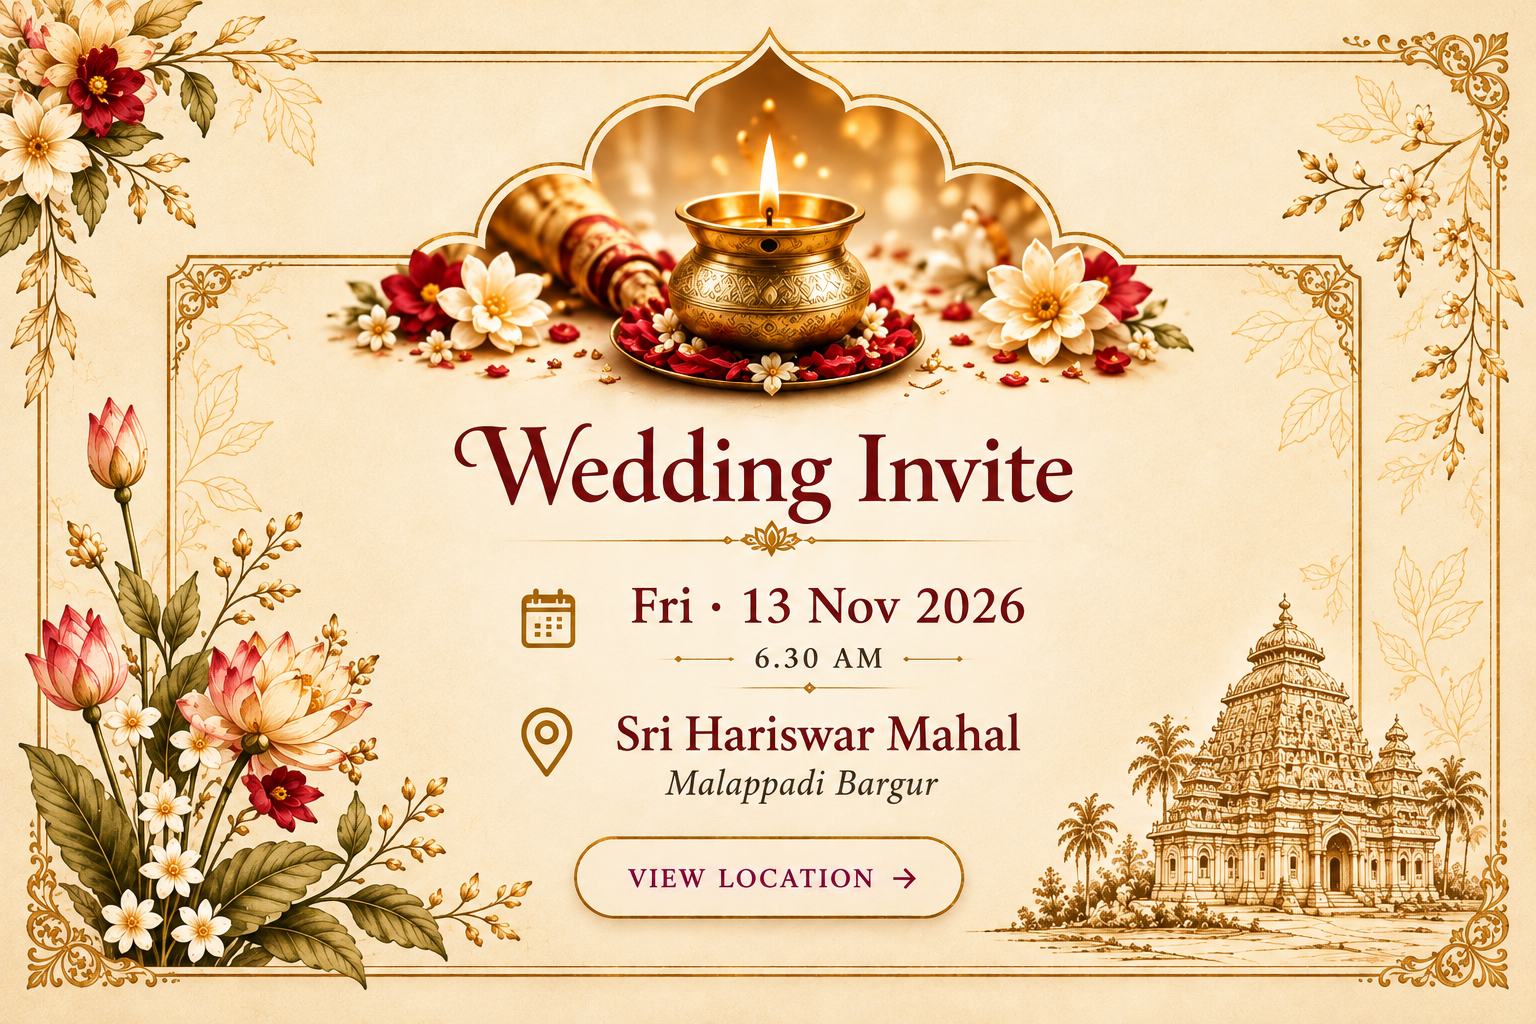 Wedding Invite
Fri · 13 Nov 2026
6.30 AM
Sri Hariswar Mahal
Malappadi Bargur
VIEW LOCATION →